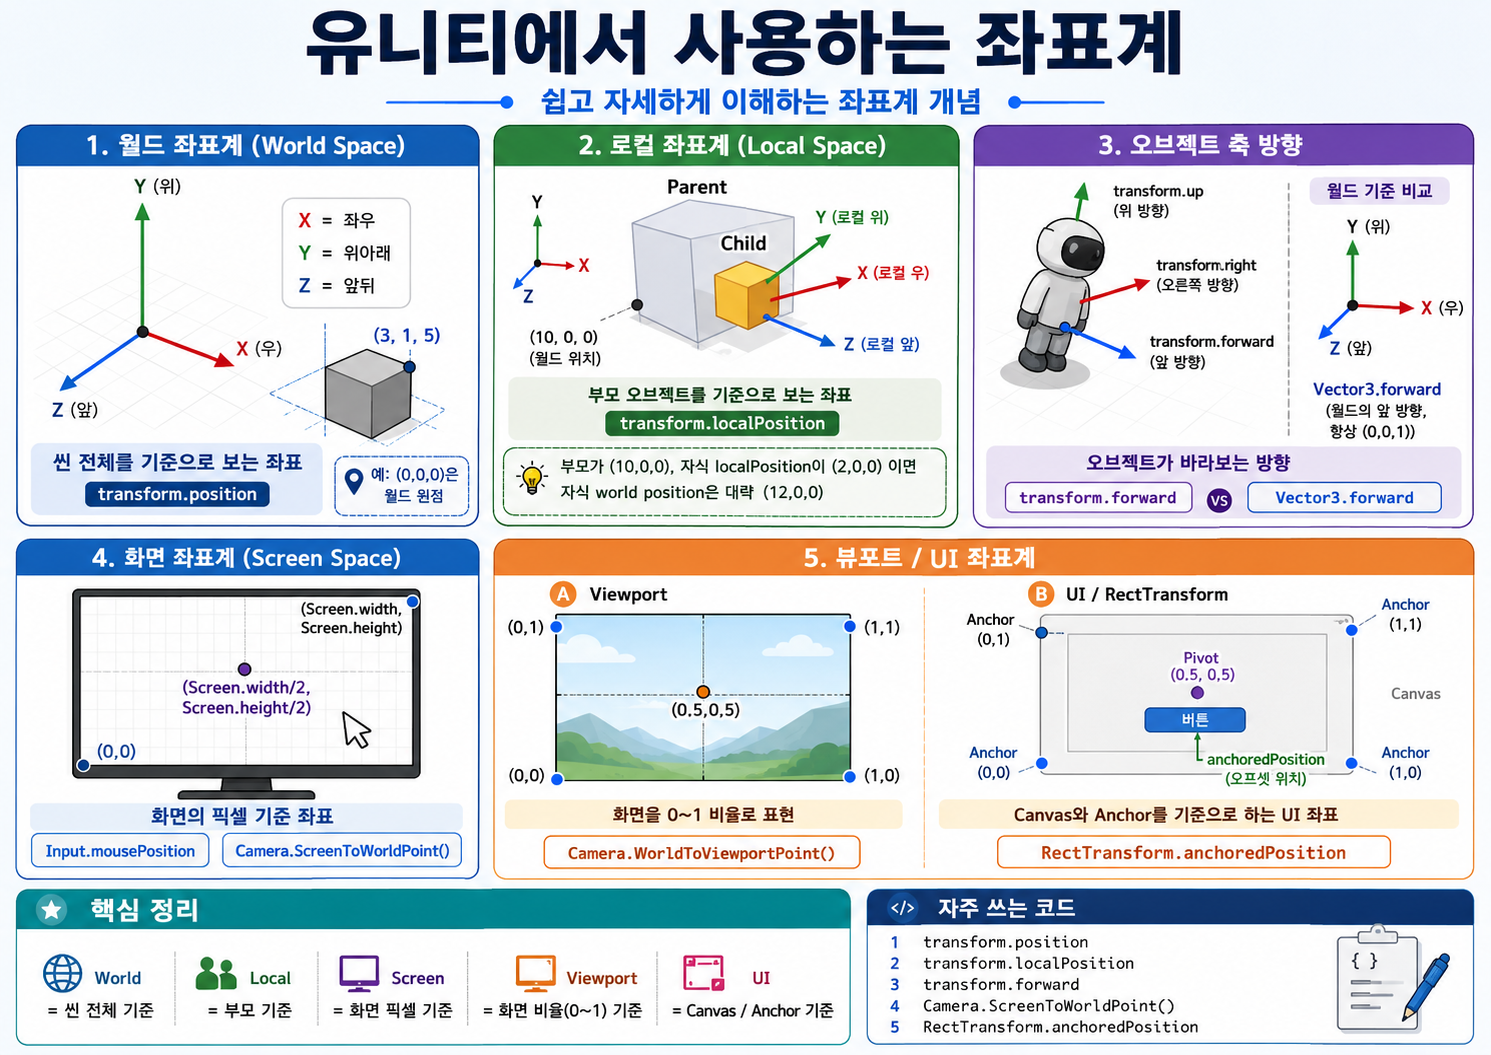 유니티에서 사용하는 좌표계
쉽고 자세하게 이해하는 좌표계 개념
1. 월드 좌표계 (World Space)
Y (위)
X = 좌우
Y = 위아래
Z = 앞뒤
(3, 1, 5)
X (우)
Z (앞)
씬 전체를 기준으로 보는 좌표
transform.position
예: (0,0,0)은
월드 원점
2. 로컬 좌표계 (Local Space)
Parent
Y
X
Z
Child
Y (로컬 위)
X (로컬 우)
Z (로컬 앞)
(10, 0, 0)
(월드 위치)
부모 오브젝트를 기준으로 보는 좌표
transform.localPosition
부모가 (10,0,0), 자식 localPosition이 (2,0,0) 이면
자식 world position은 대략 (12,0,0)
3. 오브젝트 축 방향
transform.up
(위 방향)
transform.right
(오른쪽 방향)
transform.forward
(앞 방향)
월드 기준 비교
Y (위)
X (우)
Z (앞)
Vector3.forward
(월드의 앞 방향,
항상 (0,0,1))
오브젝트가 바라보는 방향
transform.forward VS Vector3.forward
4. 화면 좌표계 (Screen Space)
(Screen.width,
Screen.height)
(Screen.width/2,
Screen.height/2)
(0,0)
화면의 픽셀 기준 좌표
Input.mousePosition
Camera.ScreenToWorldPoint()
5. 뷰포트 / UI 좌표계
A Viewport
(0,1)
(1,1)
(0.5,0,5)
(0,0)
(1,0)
화면을 0~1 비율로 표현
Camera.WorldToViewportPoint()
B UI / RectTransform
Anchor
(0,1)
Anchor
(1,1)
Pivot
(0.5, 0,5)
Canvas
버튼
Anchor
(0,0)
anchoredPosition
(오프셋 위치)
Anchor
(1,0)
Canvas와 Anchor를 기준으로 하는 UI 좌표
RectTransform.anchoredPosition
핵심 정리
World
= 씬 전체 기준
Local
= 부모 기준
Screen
= 화면 픽셀 기준
Viewport
= 화면 비율(0~1) 기준
UI
= Canvas / Anchor 기준
</> 자주 쓰는 코드
1 transform.position
2 transform.localPosition
3 transform.forward
4 Camera.ScreenToWorldPoint()
5 RectTransform.anchoredPosition
{ }